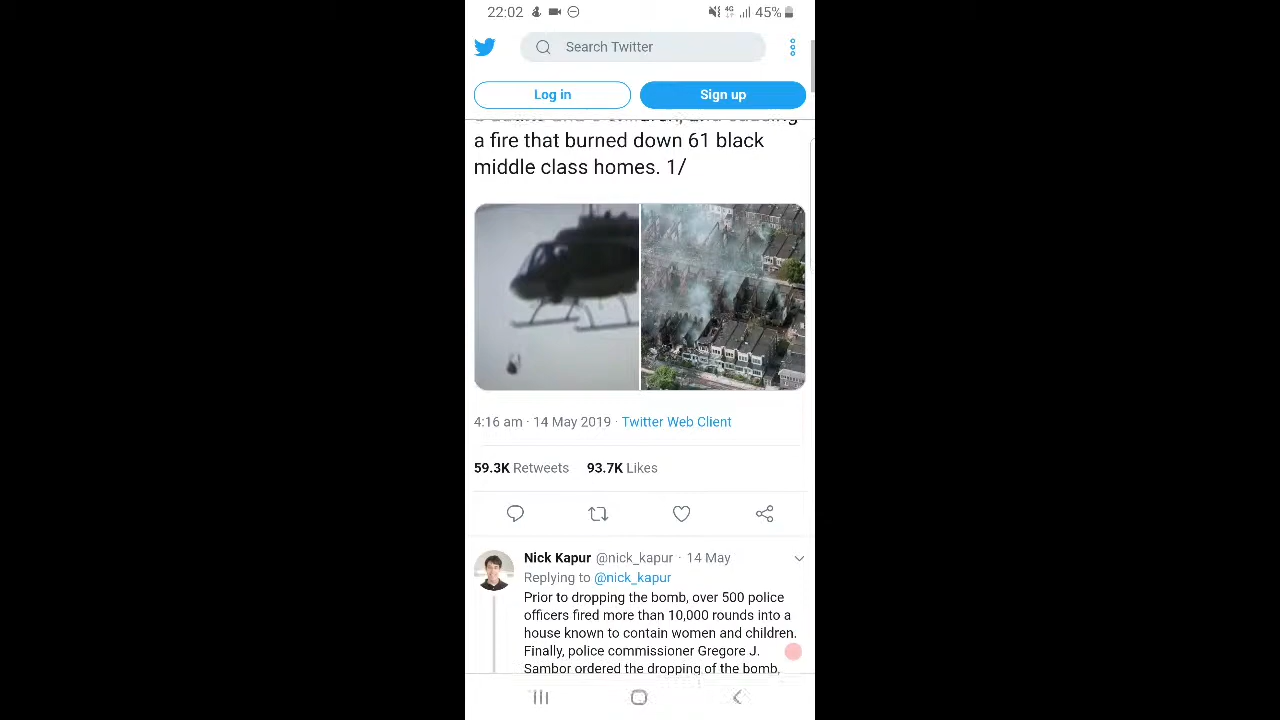 22:02 4G 45%
Search Twitter
Log in Sign up
a fire that burned down 61 black
middle class homes. 1/
4:16 am · 14 May 2019 · Twitter Web Client
59.3K Retweets 93.7K Likes
Nick Kapur @nick_kapur · 14 May
Replying to @nick_kapur
Prior to dropping the bomb, over 500 police
officers fired more than 10,000 rounds into a
house known to contain women and children.
Finally, police commissioner Gregore J.
Sambor ordered the dropping of the bomb,